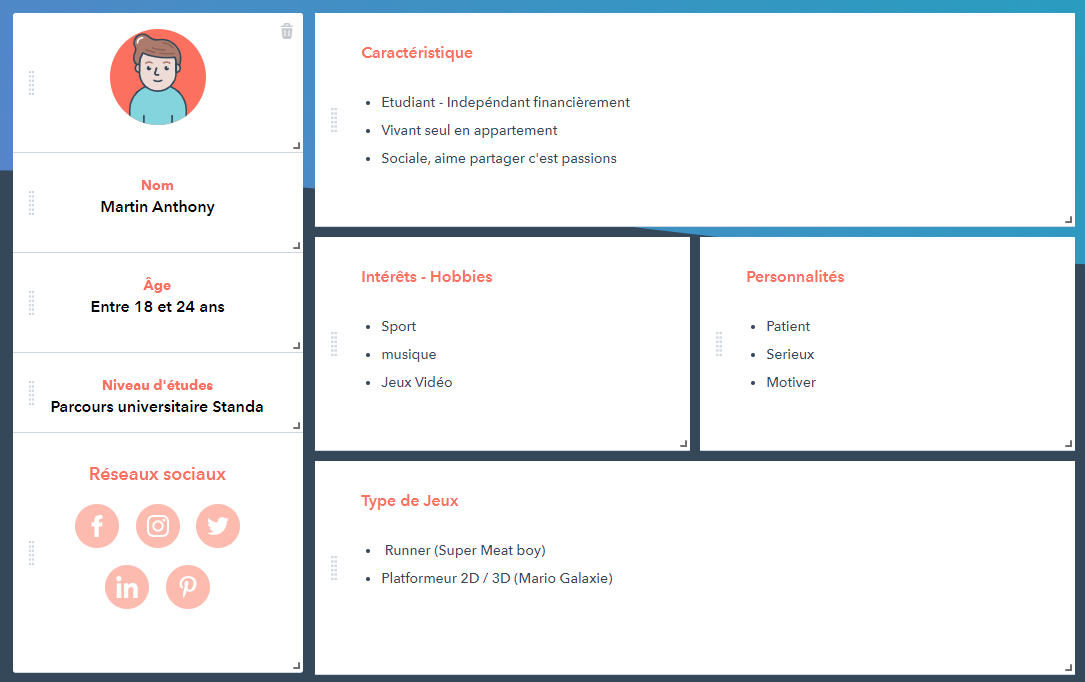 Nom
Martin Anthony
Âge
Entre 18 et 24 ans
Niveau d'études
Parcours universitaire Standa
Réseaux sociaux
Caractéristique
Etudiant - Indépéndant financièrement
Vivant seul en appartement
Sociale, aime partager c'est passions
Intérêts - Hobbies
Sport
musique
Jeux Vidéo
Personnalités
Patient
Serieux
Motiver
Type de Jeux
Runner (Super Meat boy)
Platformeur 2D / 3D (Mario Galaxie)